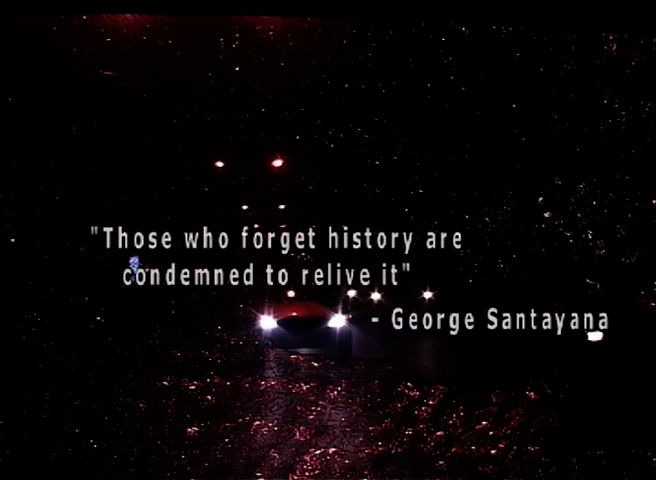 "Those who forget history are
condemned to relive it"
- George Santayana